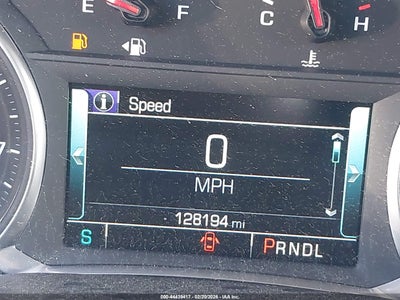 E F C H
Speed
0
MPH
128194 mi
S PRNDL